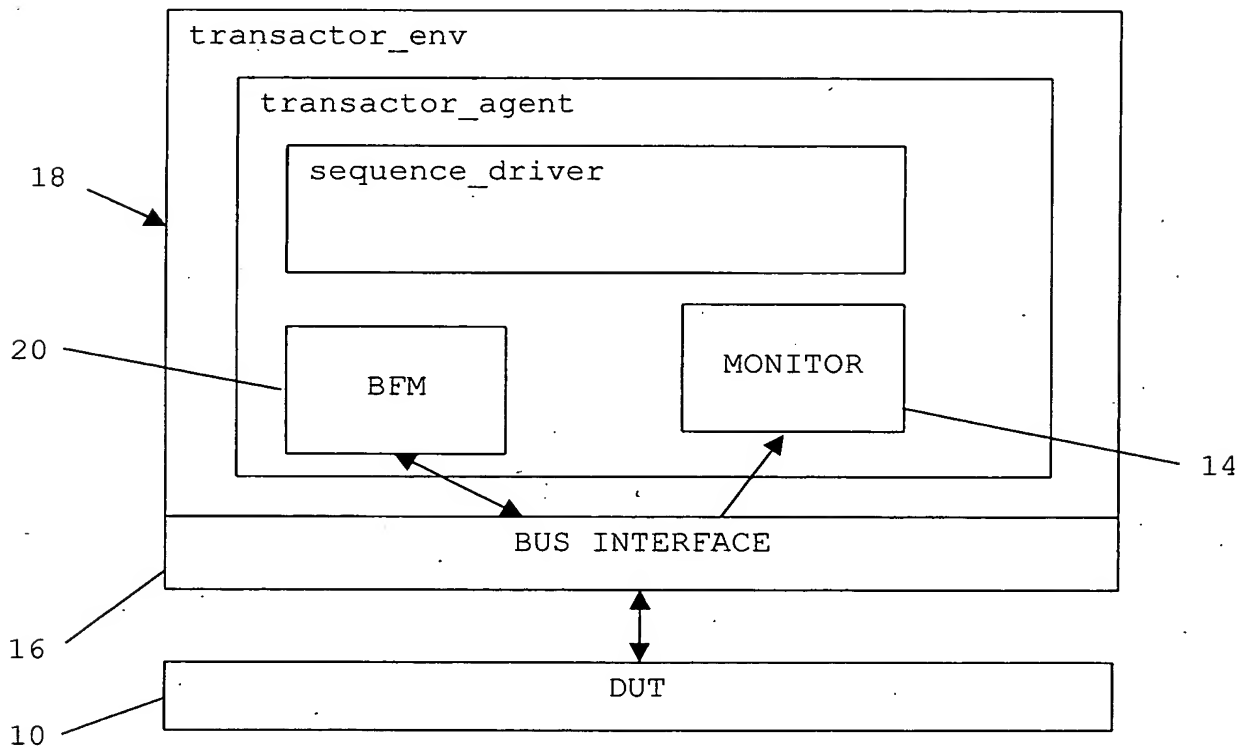 transactor_env
transactor_agent
sequence_driver
18
20
BFM
MONITOR
14
BUS INTERFACE
16
DUT
10